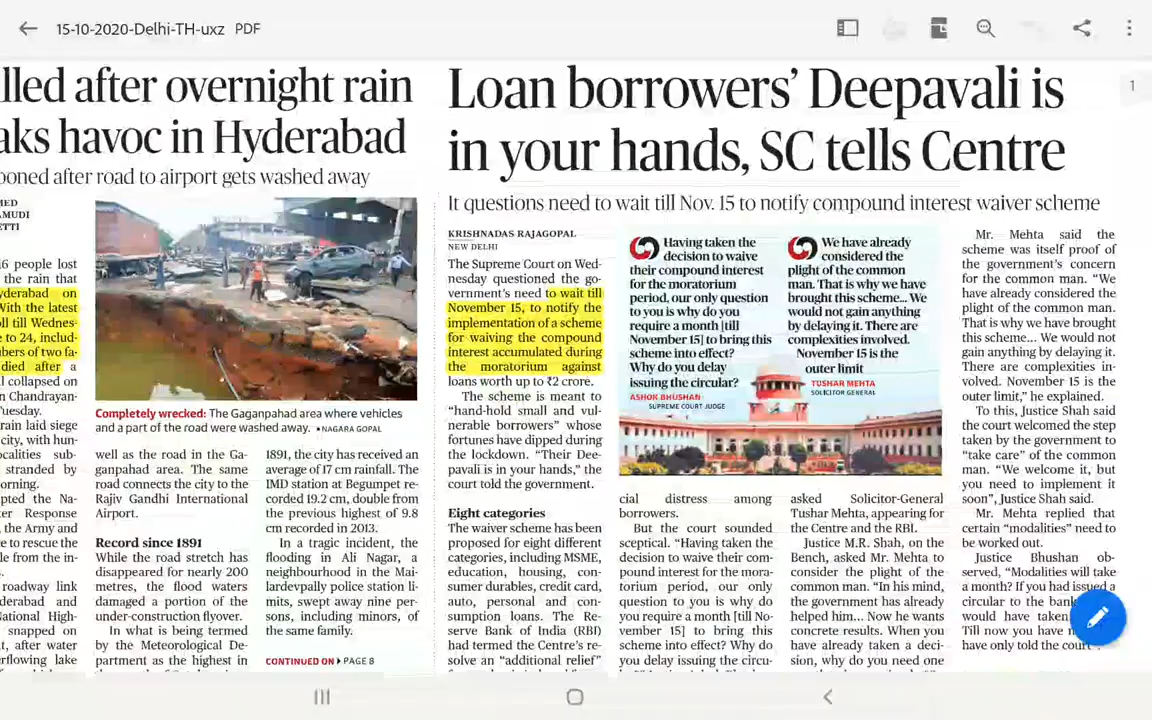 15-10-2020-Delhi-TH-uxz PDF
1
lled after overnight rain
aks havoc in Hyderabad
ooned after road to airport gets washed away
MED
AMUDI
ETTI
16 people lost
the rain that
yderabad on
With the latest
oll till Wednes-
e to 24, includ-
nbers of two fa-
died after a
l collapsed on
n Chandrayan-
uesday.
rain laid siege
city, with hun-
ocalities sub-
stranded by
orning.
pted the Na-
ter Response
, the Army and
ce to rescue the
le from the in-
s.
roadway link
derabad and
National High-
snapped on
t, after water
erflowing lake
Completely wrecked: The Gaganpahad area where vehicles
and a part of the road were washed away. ▪ NAGARA GOPAL
well as the road in the Ga-
ganpahad area. The same
road connects the city to the
Rajiv Gandhi International
Airport.
Record since 1891
While the road stretch has
disappeared for nearly 200
metres, the flood waters
damaged a portion of the
under-construction flyover.
In what is being termed
by the Meteorological De-
partment as the highest in
1891, the city has received an
average of 17 cm rainfall. The
IMD station at Begumpet re-
corded 19.2 cm, double from
the previous highest of 9.8
cm recorded in 2013.
In a tragic incident, the
flooding in Ali Nagar, a
neighbourhood in the Mai-
lardevpally police station li-
mits, swept away nine per-
sons, including minors, of
the same family.
CONTINUED ON ▸ PAGE 8
Loan borrowers’ Deepavali is
in your hands, SC tells Centre
It questions need to wait till Nov. 15 to notify compound interest waiver scheme
KRISHNADAS RAJAGOPAL
NEW DELHI
The Supreme Court on Wed-
nesday questioned the go-
vernment’s need to wait till
November 15, to notify the
implementation of a scheme
for waiving the compound
interest accumulated during
the moratorium against
loans worth up to ₹2 crore.
The scheme is meant to
“hand-hold small and vul-
nerable borrowers” whose
fortunes have dipped during
the lockdown. “Their Dee-
pavali is in your hands,” the
court told the government.
Eight categories
The waiver scheme has been
proposed for eight different
categories, including MSME,
education, housing, con-
sumer durables, credit card,
auto, personal and con-
sumption loans. The Re-
serve Bank of India (RBI)
had termed the Centre’s re-
solve an “additional relief”
Having taken the
decision to waive
their compound interest
for the moratorium
period, our only question
to you is why do you
require a month [till
November 15] to bring this
scheme into effect?
Why do you delay
issuing the circular?
ASHOK BHUSHAN
SUPREME COURT JUDGE
We have already
considered the
plight of the common
man. That is why we have
brought this scheme... We
would not gain anything
by delaying it. There are
complexities involved.
November 15 is the
outer limit
TUSHAR MEHTA
SOLICITOR GENERAL
cial distress among
borrowers.
But the court sounded
sceptical. “Having taken the
decision to waive their com-
pound interest for the mora-
torium period, our only
question to you is why do
you require a month [till No-
vember 15] to bring this
scheme into effect? Why do
you delay issuing the circu-
asked Solicitor-General
Tushar Mehta, appearing for
the Centre and the RBI.
Justice M.R. Shah, on the
Bench, asked Mr. Mehta to
consider the plight of the
common man. “In his mind,
the government has already
helped him... Now he wants
concrete results. When you
have already taken a deci-
sion, why do you need one
Mr. Mehta said the
scheme was itself proof of
the government’s concern
for the common man. “We
have already considered the
plight of the common man.
That is why we have brought
this scheme... We would not
gain anything by delaying it.
There are complexities in-
volved. November 15 is the
outer limit,” he explained.
To this, Justice Shah said
the court welcomed the step
taken by the government to
“take care” of the common
man. “We welcome it, but
you need to implement it
soon”, Justice Shah said.
Mr. Mehta replied that
certain “modalities” need to
be worked out.
Justice Bhushan ob-
served, “Modalities will take
a month? If you had issued a
circular to the bank
would have taken
Till now you have
have only told the court